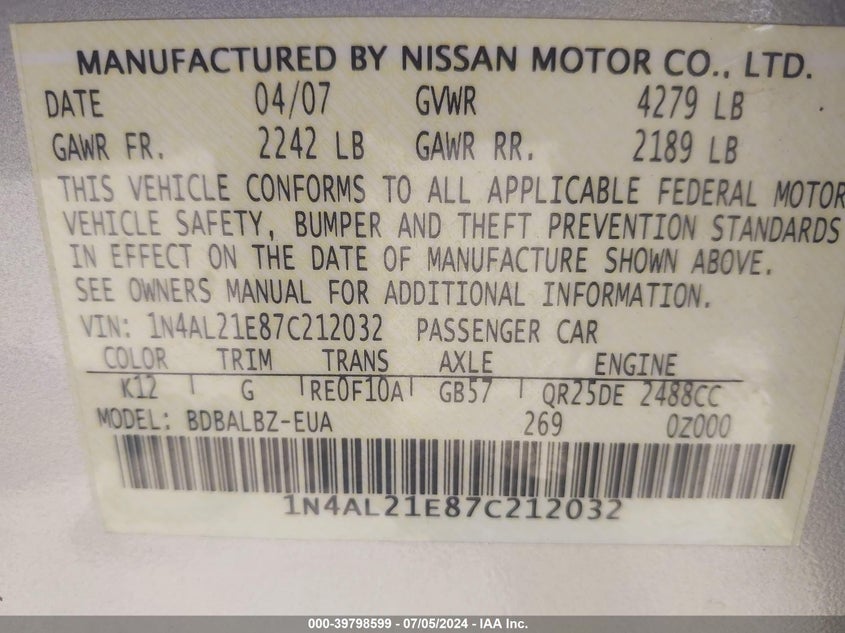 MANUFACTURED BY NISSAN MOTOR CO., LTD.
DATE 04/07 GVWR 4279 LB
GAWR FR. 2242 LB GAWR RR. 2189 LB
THIS VEHICLE CONFORMS TO ALL APPLICABLE FEDERAL MOTOR
VEHICLE SAFETY, BUMPER AND THEFT PREVENTION STANDARDS
IN EFFECT ON THE DATE OF MANUFACTURE SHOWN ABOVE.
SEE OWNERS MANUAL FOR ADDITIONAL INFORMATION.
VIN: 1N4AL21E87C212032 PASSENGER CAR
COLOR TRIM TRANS AXLE ENGINE
K12 G RE0F10A GB57 QR25DE 2488CC
MODEL: BDBALBZ-EUA 269 0Z000
1N4AL21E87C212032
000-39798599 - 07/05/2024 - IAA Inc.